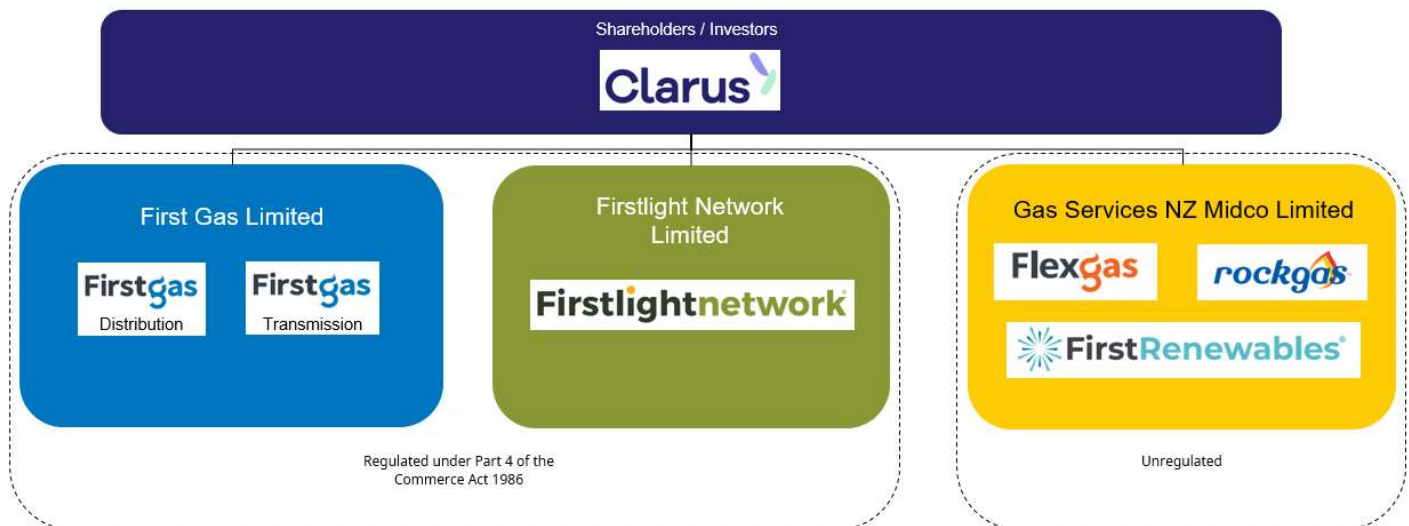 Shareholders / Investors
Clarus
First Gas Limited
Firstgas
Distribution
Firstgas
Transmission
Firstlight Network
Limited
Firstlightnetwork
Gas Services NZ Midco Limited
Flexgas
rockgas
FirstRenewables
Regulated under Part 4 of the
Commerce Act 1986
Unregulated